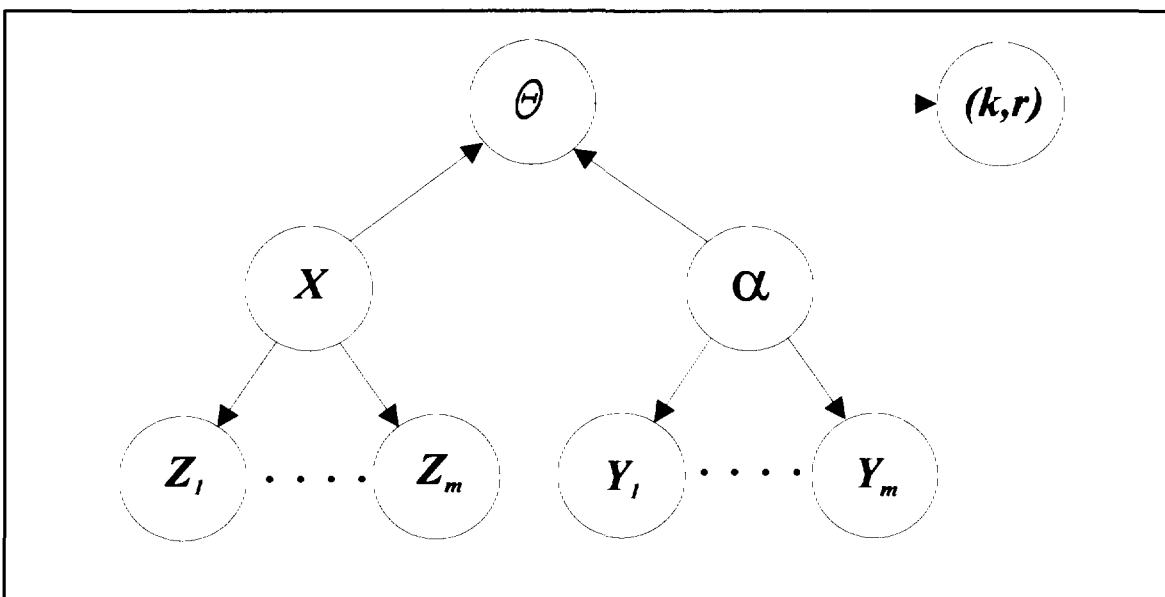 Θ (k,r)
X α
Z₁ . . . . Zₘ Y₁ . . . . Yₘ